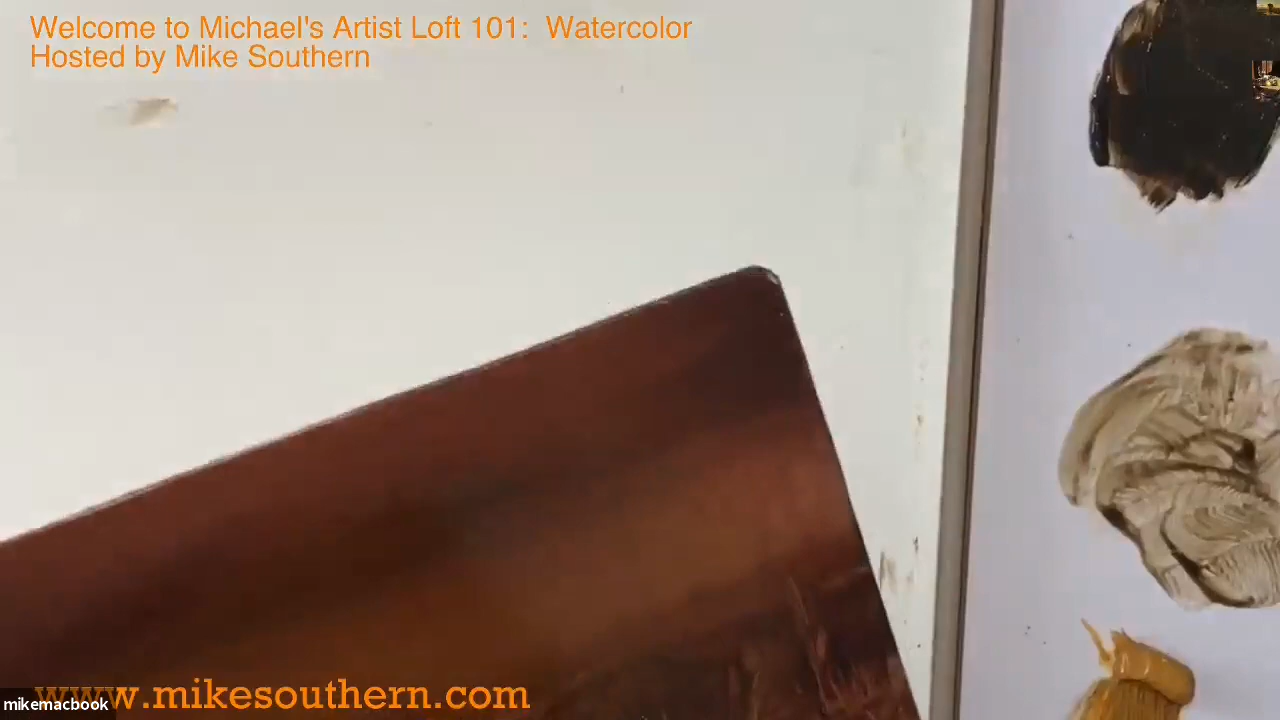 Welcome to Michael's Artist Loft 101:  Watercolor
Hosted by Mike Southern
www.mikesouthern.com
mikemacbook